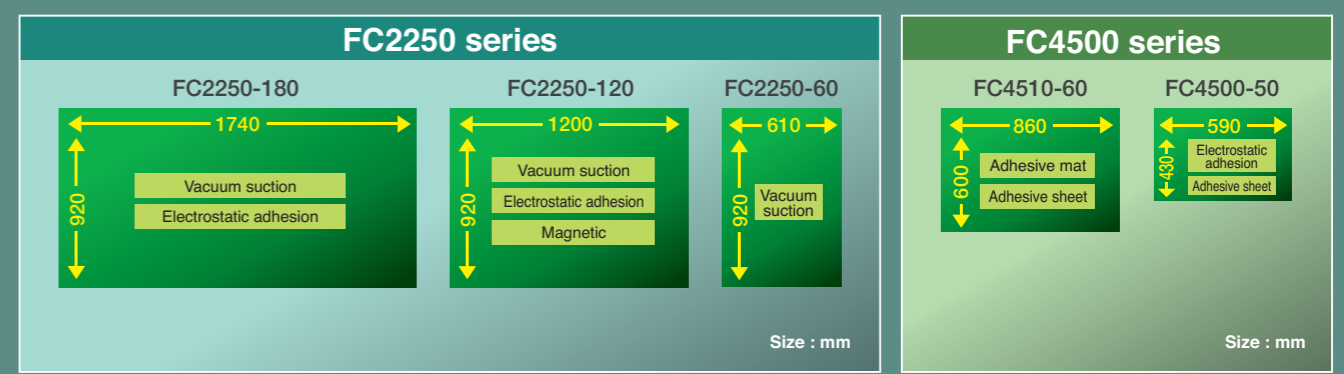 FC2250 series
FC2250-180
1740
920
Vacuum suction
Electrostatic adhesion
FC2250-120
1200
920
Vacuum suction
Electrostatic adhesion
Magnetic
FC2250-60
610
920
Vacuum
suction
Size : mm
FC4500 series
FC4510-60
860
600
Adhesive mat
Adhesive sheet
FC4500-50
590
430
Electrostatic
adhesion
Adhesive sheet
Size : mm